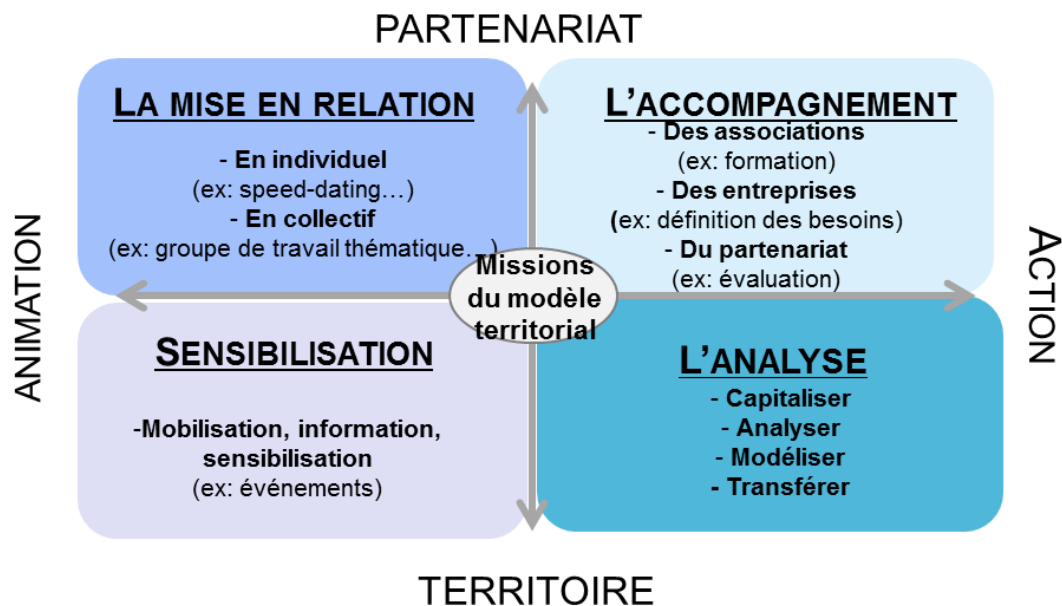 PARTENARIAT
LA MISE EN RELATION
- En individuel
(ex: speed-dating…)
- En collectif
(ex: groupe de travail thématique…)
L’ACCOMPAGNEMENT
- Des associations
(ex: formation)
- Des entreprises
(ex: définition des besoins)
- Du partenariat
(ex: évaluation)
ANIMATION
Missions
du modèle
territorial
ACTION
SENSIBILISATION
-Mobilisation, information,
sensibilisation
(ex: événements)
L’ANALYSE
- Capitaliser
- Analyser
- Modéliser
- Transférer
TERRITOIRE